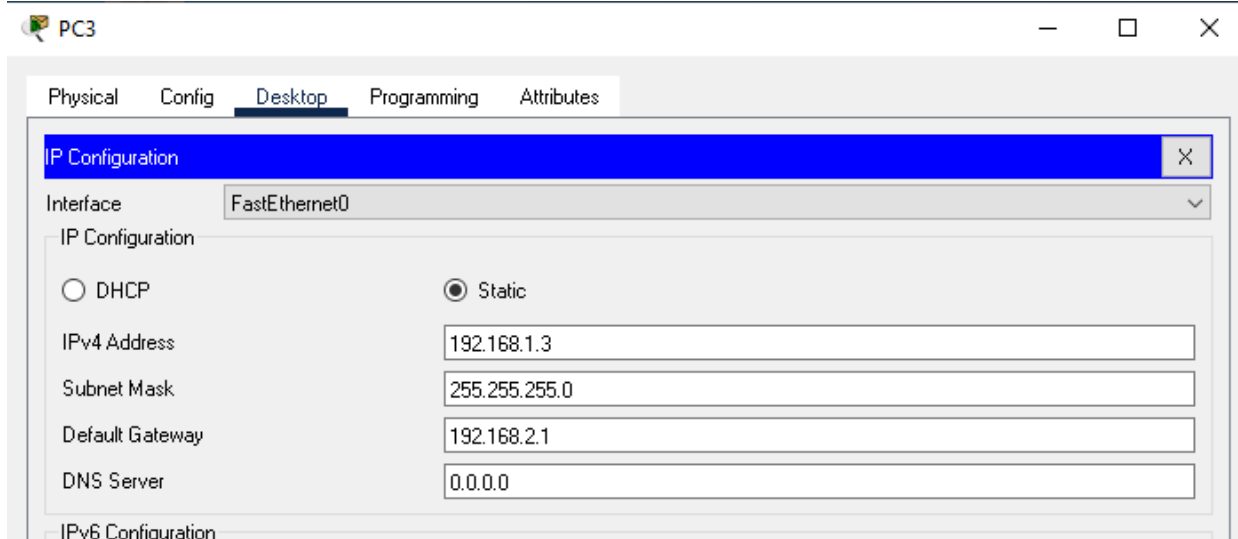 PC3
Physical Config Desktop Programming Attributes
IP Configuration X
Interface FastEthernet0
IP Configuration
DHCP Static
IPv4 Address 192.168.1.3
Subnet Mask 255.255.255.0
Default Gateway 192.168.2.1
DNS Server 0.0.0.0
IPv6 Configuration